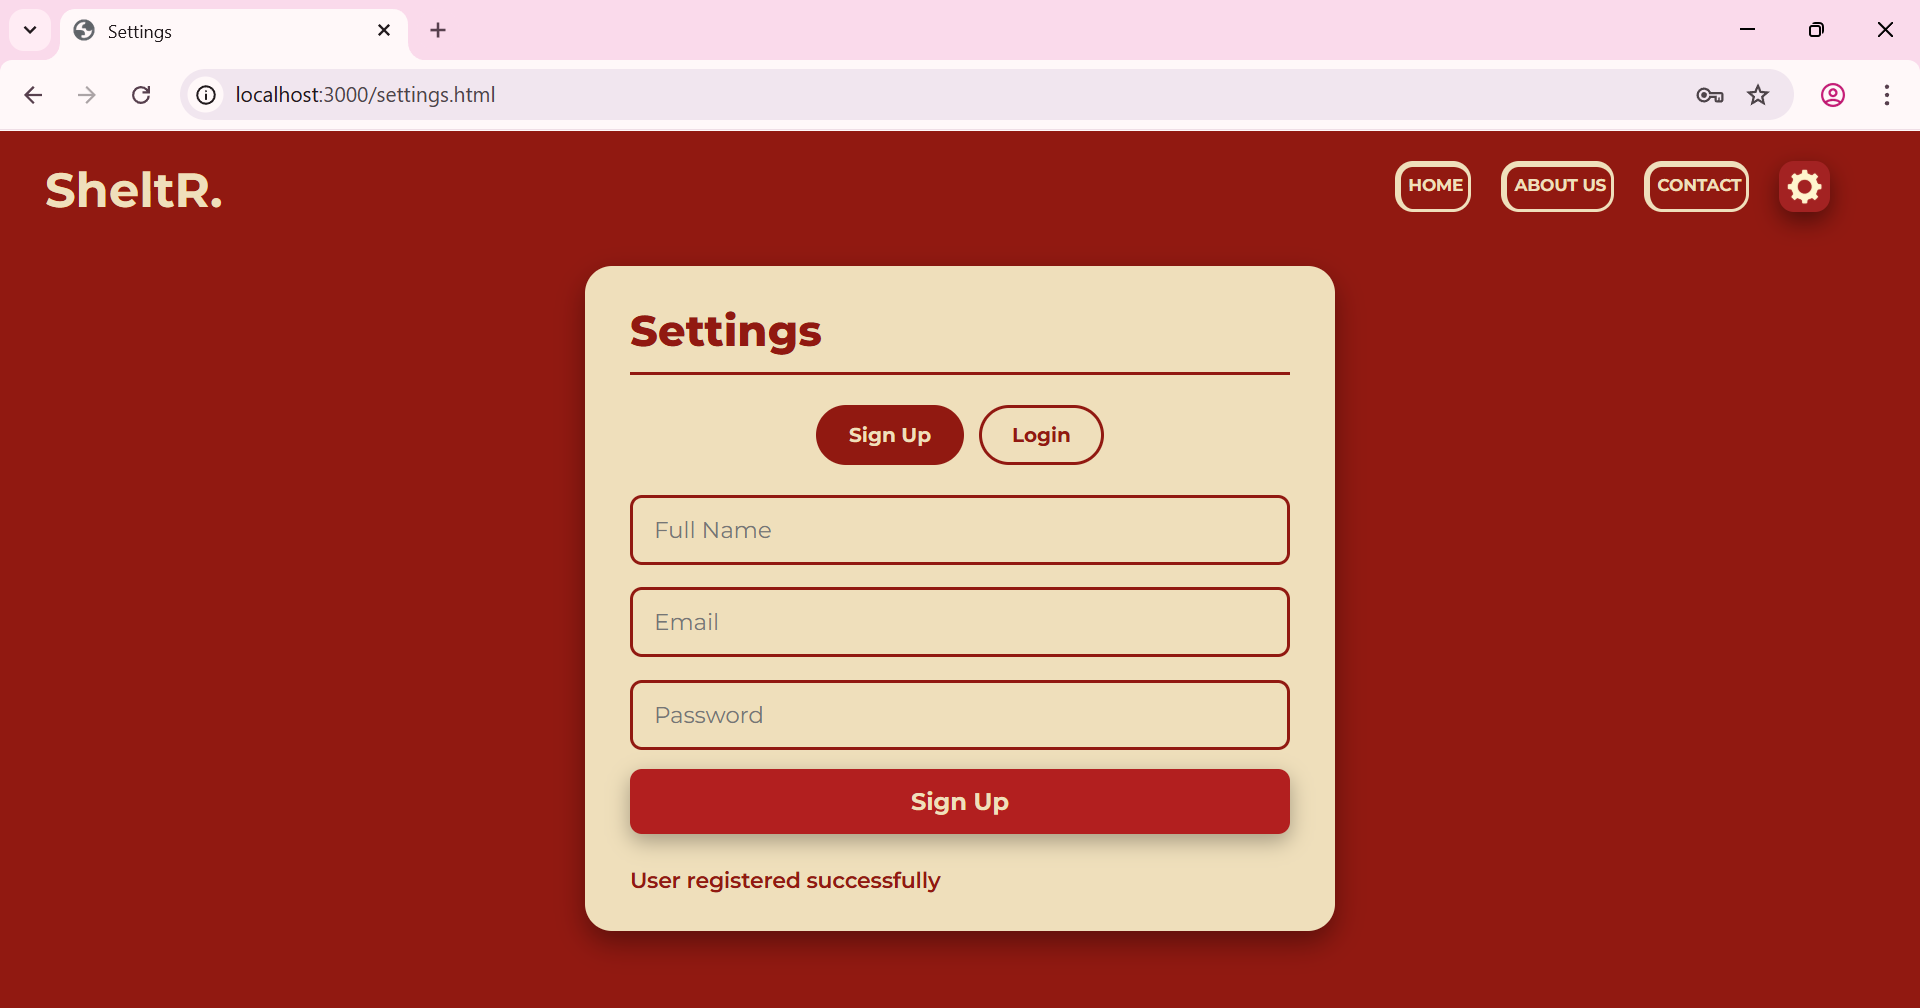 Settings
localhost:3000/settings.html
SheltR.
HOME
ABOUT US
CONTACT
Settings
Sign Up
Login
Full Name
Email
Password
Sign Up
User registered successfully